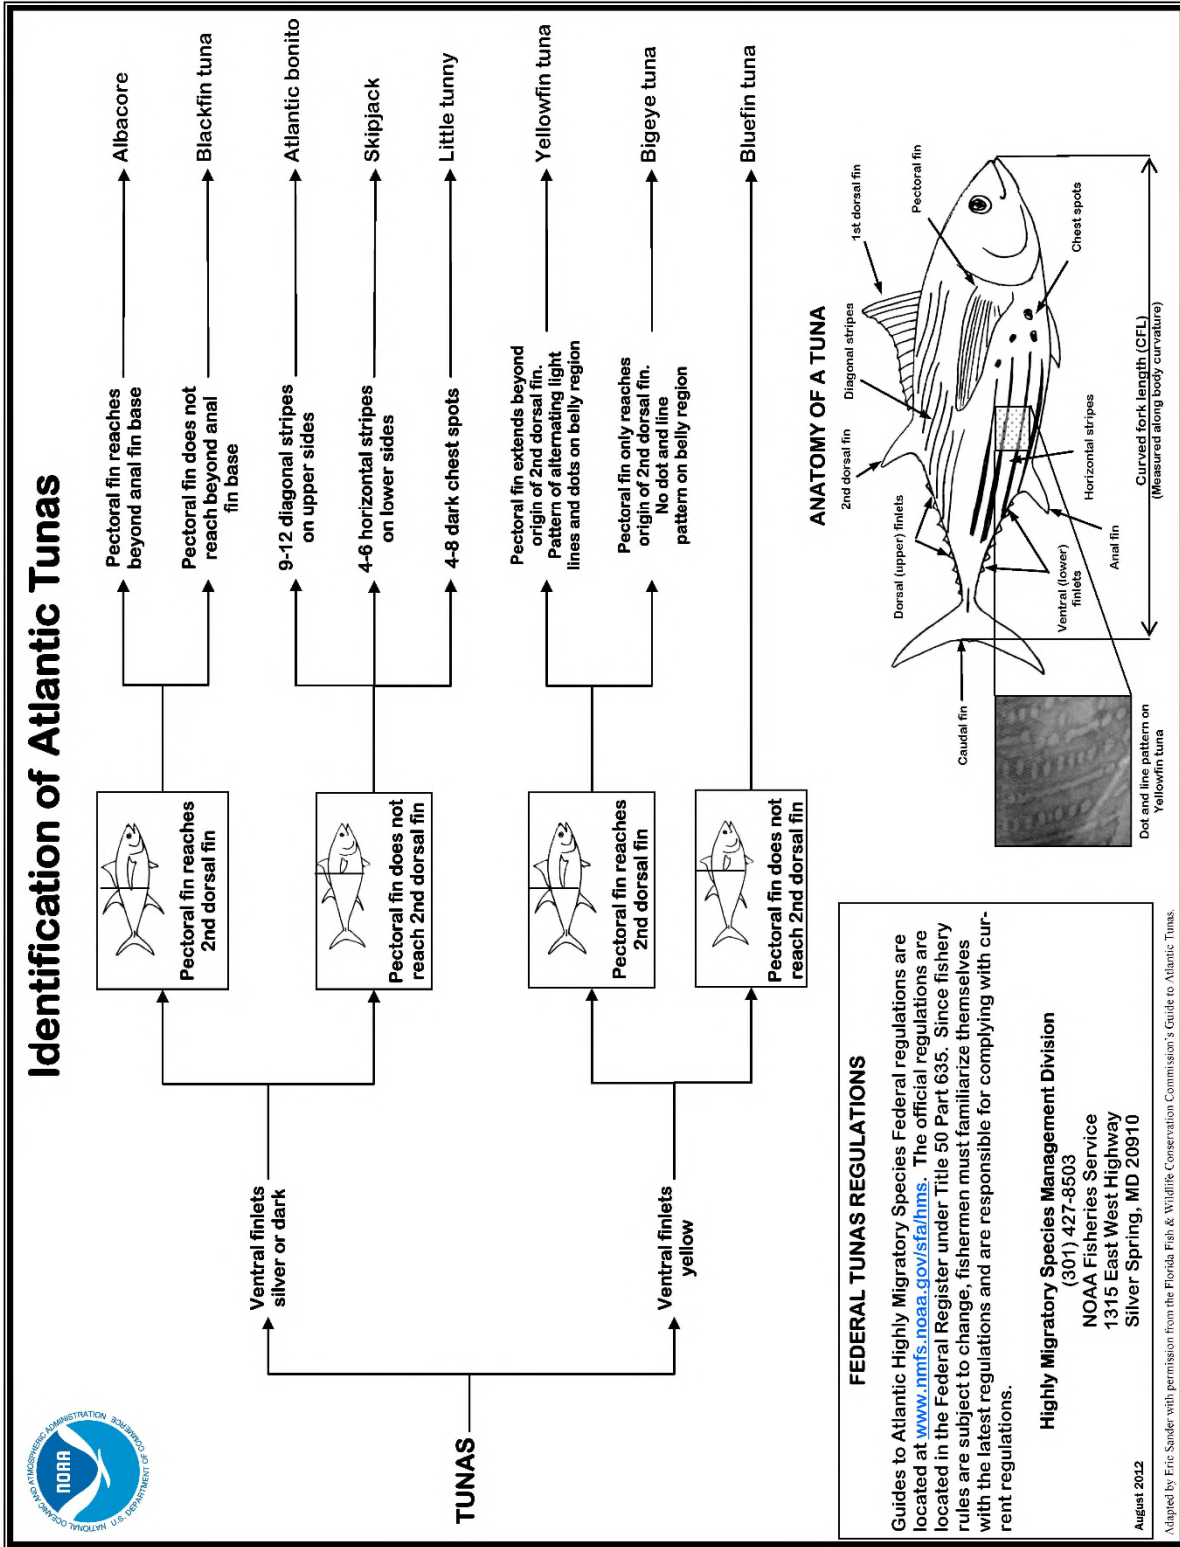 Identification of Atlantic Tunas
NATIONAL OCEANIC AND ATMOSPHERIC ADMINISTRATION
U.S. DEPARTMENT OF COMMERCE
NOAA
TUNAS
Ventral finlets
silver or dark
Ventral finlets
yellow
Pectoral fin reaches
2nd dorsal fin
Pectoral fin does not
reach 2nd dorsal fin
Pectoral fin reaches
2nd dorsal fin
Pectoral fin does not
reach 2nd dorsal fin
Pectoral fin reaches
beyond anal fin base
Albacore
Pectoral fin does not
reach beyond anal
fin base
Blackfin tuna
9-12 diagonal stripes
on upper sides
Atlantic bonito
4-6 horizontal stripes
on lower sides
Skipjack
4-8 dark chest spots
Little tunny
Pectoral fin extends beyond
origin of 2nd dorsal fin.
Pattern of alternating light
lines and dots on belly region
Yellowfin tuna
Pectoral fin only reaches
origin of 2nd dorsal fin.
No dot and line
pattern on belly region
Bigeye tuna
Bluefin tuna
FEDERAL TUNAS REGULATIONS
Guides to Atlantic Highly Migratory Species Federal regulations are
located at www.nmfs.noaa.gov/sfa/hms. The official regulations are
located in the Federal Register under Title 50 Part 635. Since fishery
rules are subject to change, fishermen must familiarize themselves
with the latest regulations and are responsible for complying with cur-
rent regulations.
Highly Migratory Species Management Division
(301) 427-8503
NOAA Fisheries Service
1315 East West Highway
Silver Spring, MD 20910
August 2012
ANATOMY OF A TUNA
Caudal fin
Dorsal (upper) finlets
2nd dorsal fin
Diagonal stripes
1st dorsal fin
Pectoral fin
Ventral (lower)
finlets
Anal fin
Horizontal stripes
Chest spots
Curved fork length (CFL)
(Measured along body curvature)
Dot and line pattern on
Yellowfin tuna
Adapted by Eric Sander with permission from the Florida Fish & Wildlife Conservation Commission's Guide to Atlantic Tunas.